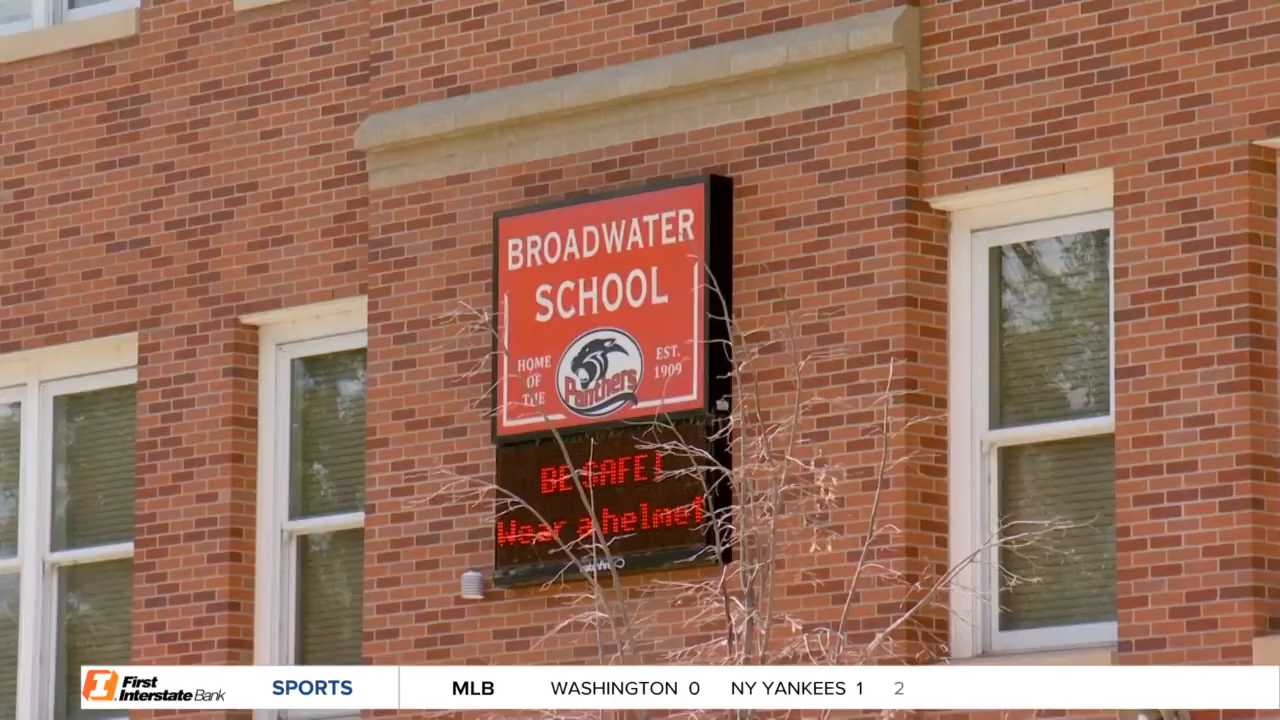 BROADWATER
SCHOOL
HOME
OF
THE
Panthers
EST.
1909
BE SAFE!
Wear a helmet
First
Interstate Bank
SPORTS
MLB
WASHINGTON 0
NY YANKEES 1
2